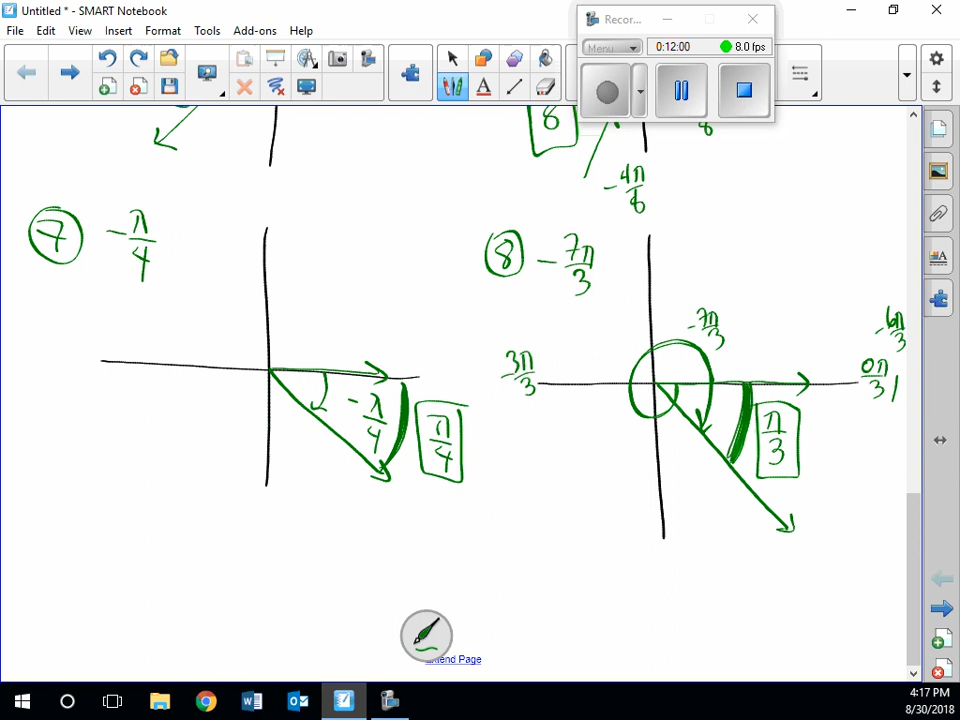 Untitled * - SMART Notebook
File Edit View Insert Format Tools Add-ons Help
Recor...
Menu
0:12:00
8.0 fps
8
8
-4π/8
7
-π/4
8
-7π/3
-π/4
π/4
-7π/3
-3π/3
-6π/3
0π/3
π/3
Extend Page
4:17 PM
8/30/2018